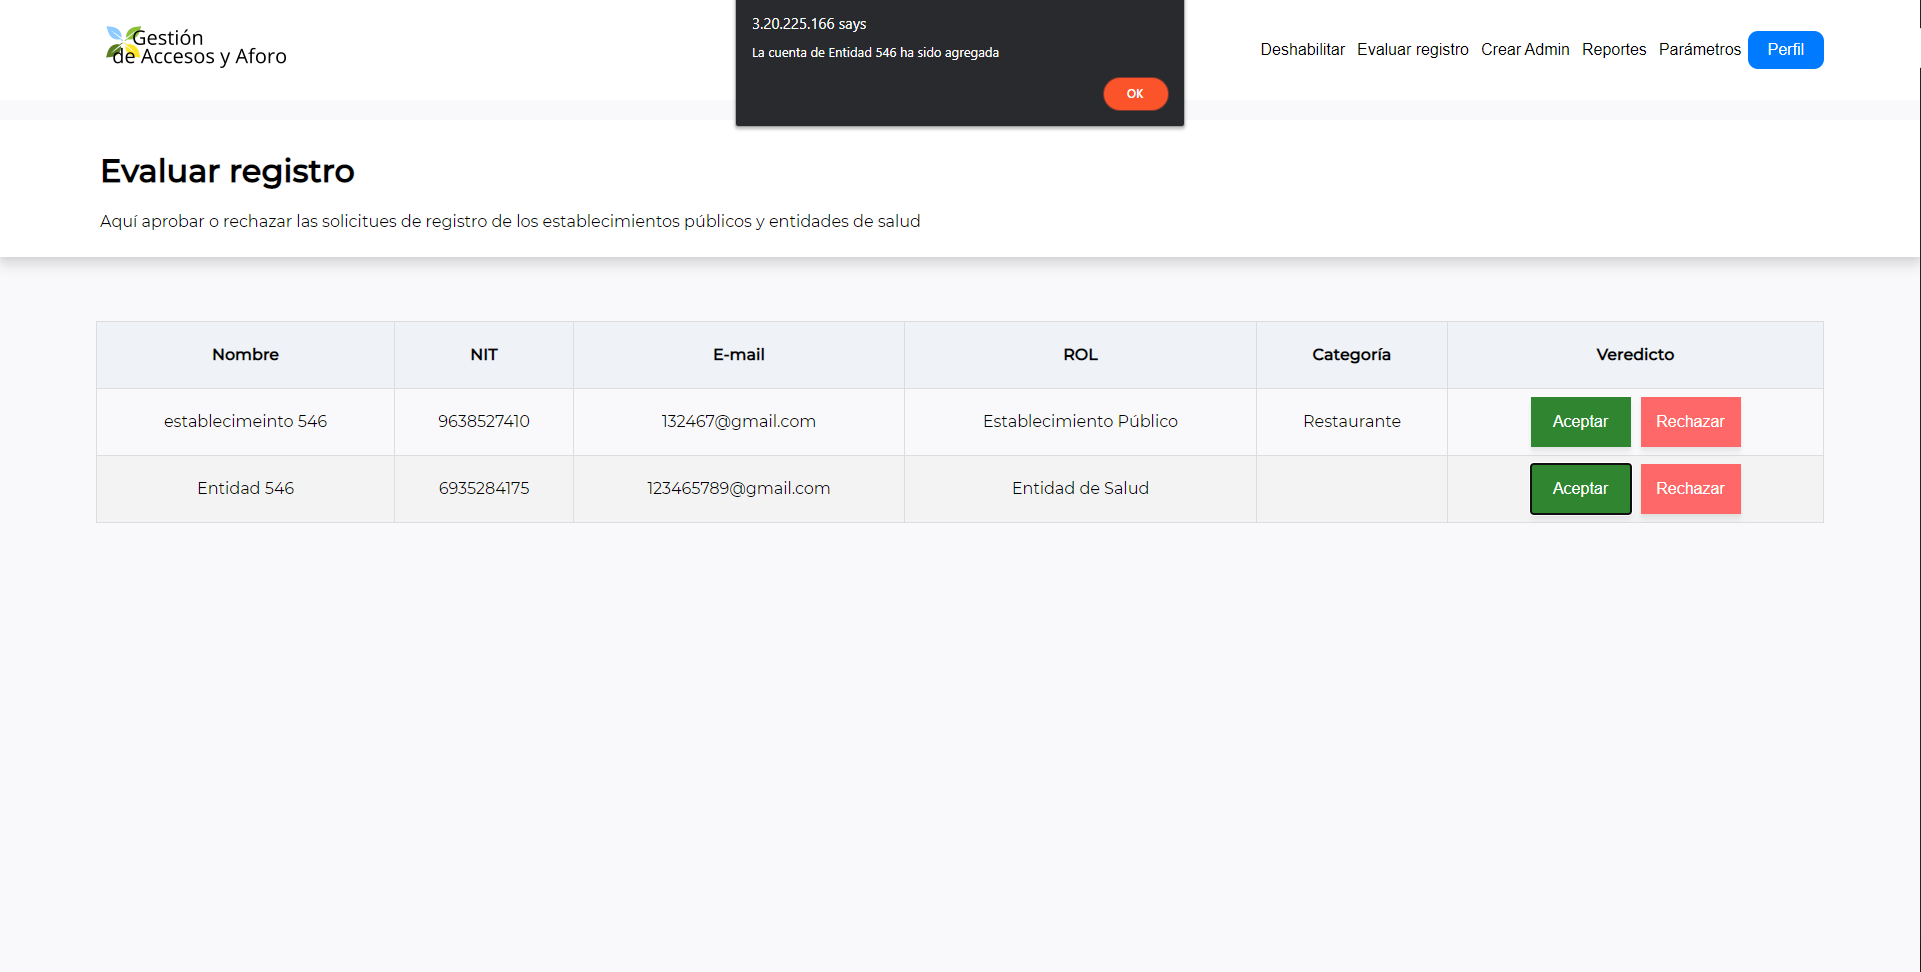 Gestión
de Accesos y Aforo
3.20.225.166 says
La cuenta de Entidad 546 ha sido agregada
OK
Deshabilitar Evaluar registro Crear Admin Reportes Parámetros Perfil
Evaluar registro
Aquí aprobar o rechazar las solicitues de registro de los establecimientos públicos y entidades de salud
Nombre NIT E-mail ROL Categoría Veredicto
establecimeinto 546 9638527410 132467@gmail.com Establecimiento Público Restaurante Aceptar Rechazar
Entidad 546 6935284175 123465789@gmail.com Entidad de Salud Aceptar Rechazar